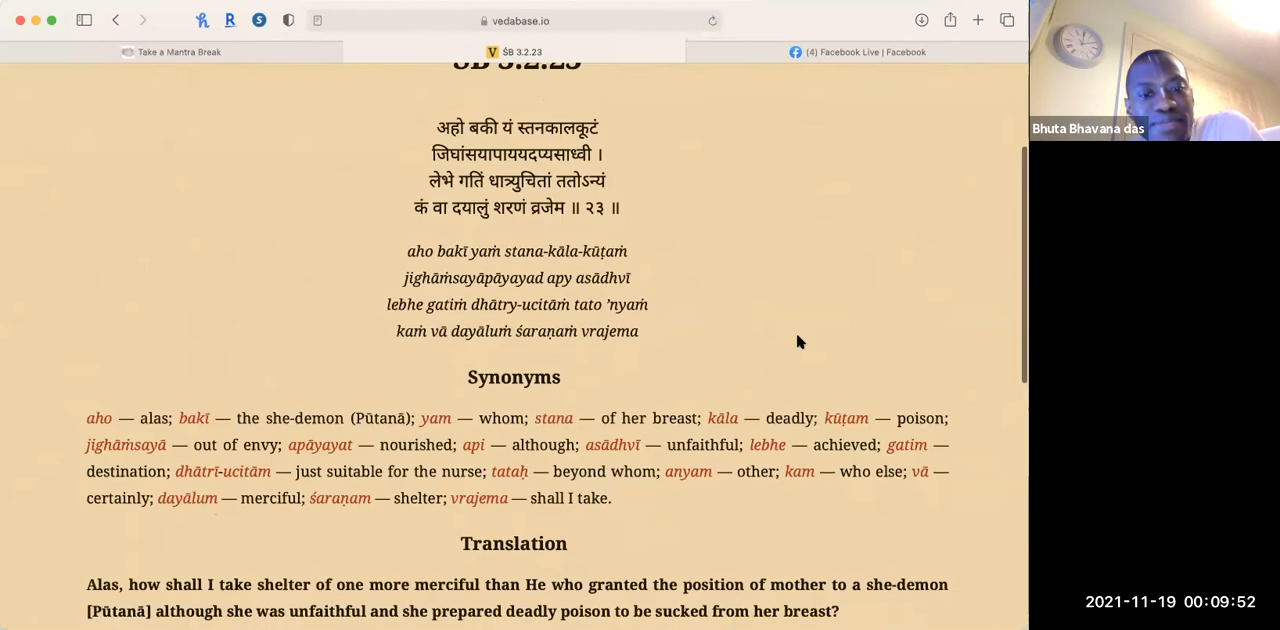 vedabase.io
Take a Mantra Break
ŚB 3.2.23
(4) Facebook Live | Facebook
ŚB 3.2.23
अहो बकी यं स्तनकालकूटं
जिघांसयापाययदप्यसाध्वी ।
लेभे गतिं धात्र्युचितां ततोऽन्यं
कं वा दयालुं शरणं व्रजेम ॥ २३ ॥
aho bakī yaṁ stana-kāla-kūṭaṁ
jighāṁsayāpāyayad apy asādhvī
lebhe gatiṁ dhātry-ucitāṁ tato ’nyaṁ
kaṁ vā dayāluṁ śaraṇaṁ vrajema
Synonyms
aho — alas; bakī — the she-demon (Pūtanā); yam — whom; stana — of her breast; kāla — deadly; kūṭam — poison;
jighāṁsayā — out of envy; apāyayat — nourished; api — although; asādhvī — unfaithful; lebhe — achieved; gatim —
destination; dhātrī-ucitām — just suitable for the nurse; tataḥ — beyond whom; anyam — other; kam — who else; vā —
certainly; dayālum — merciful; śaraṇam — shelter; vrajema — shall I take.
Translation
Alas, how shall I take shelter of one more merciful than He who granted the position of mother to a she-demon
[Pūtanā] although she was unfaithful and she prepared deadly poison to be sucked from her breast?
Bhuta Bhavana das
2021-11-19 00:09:52